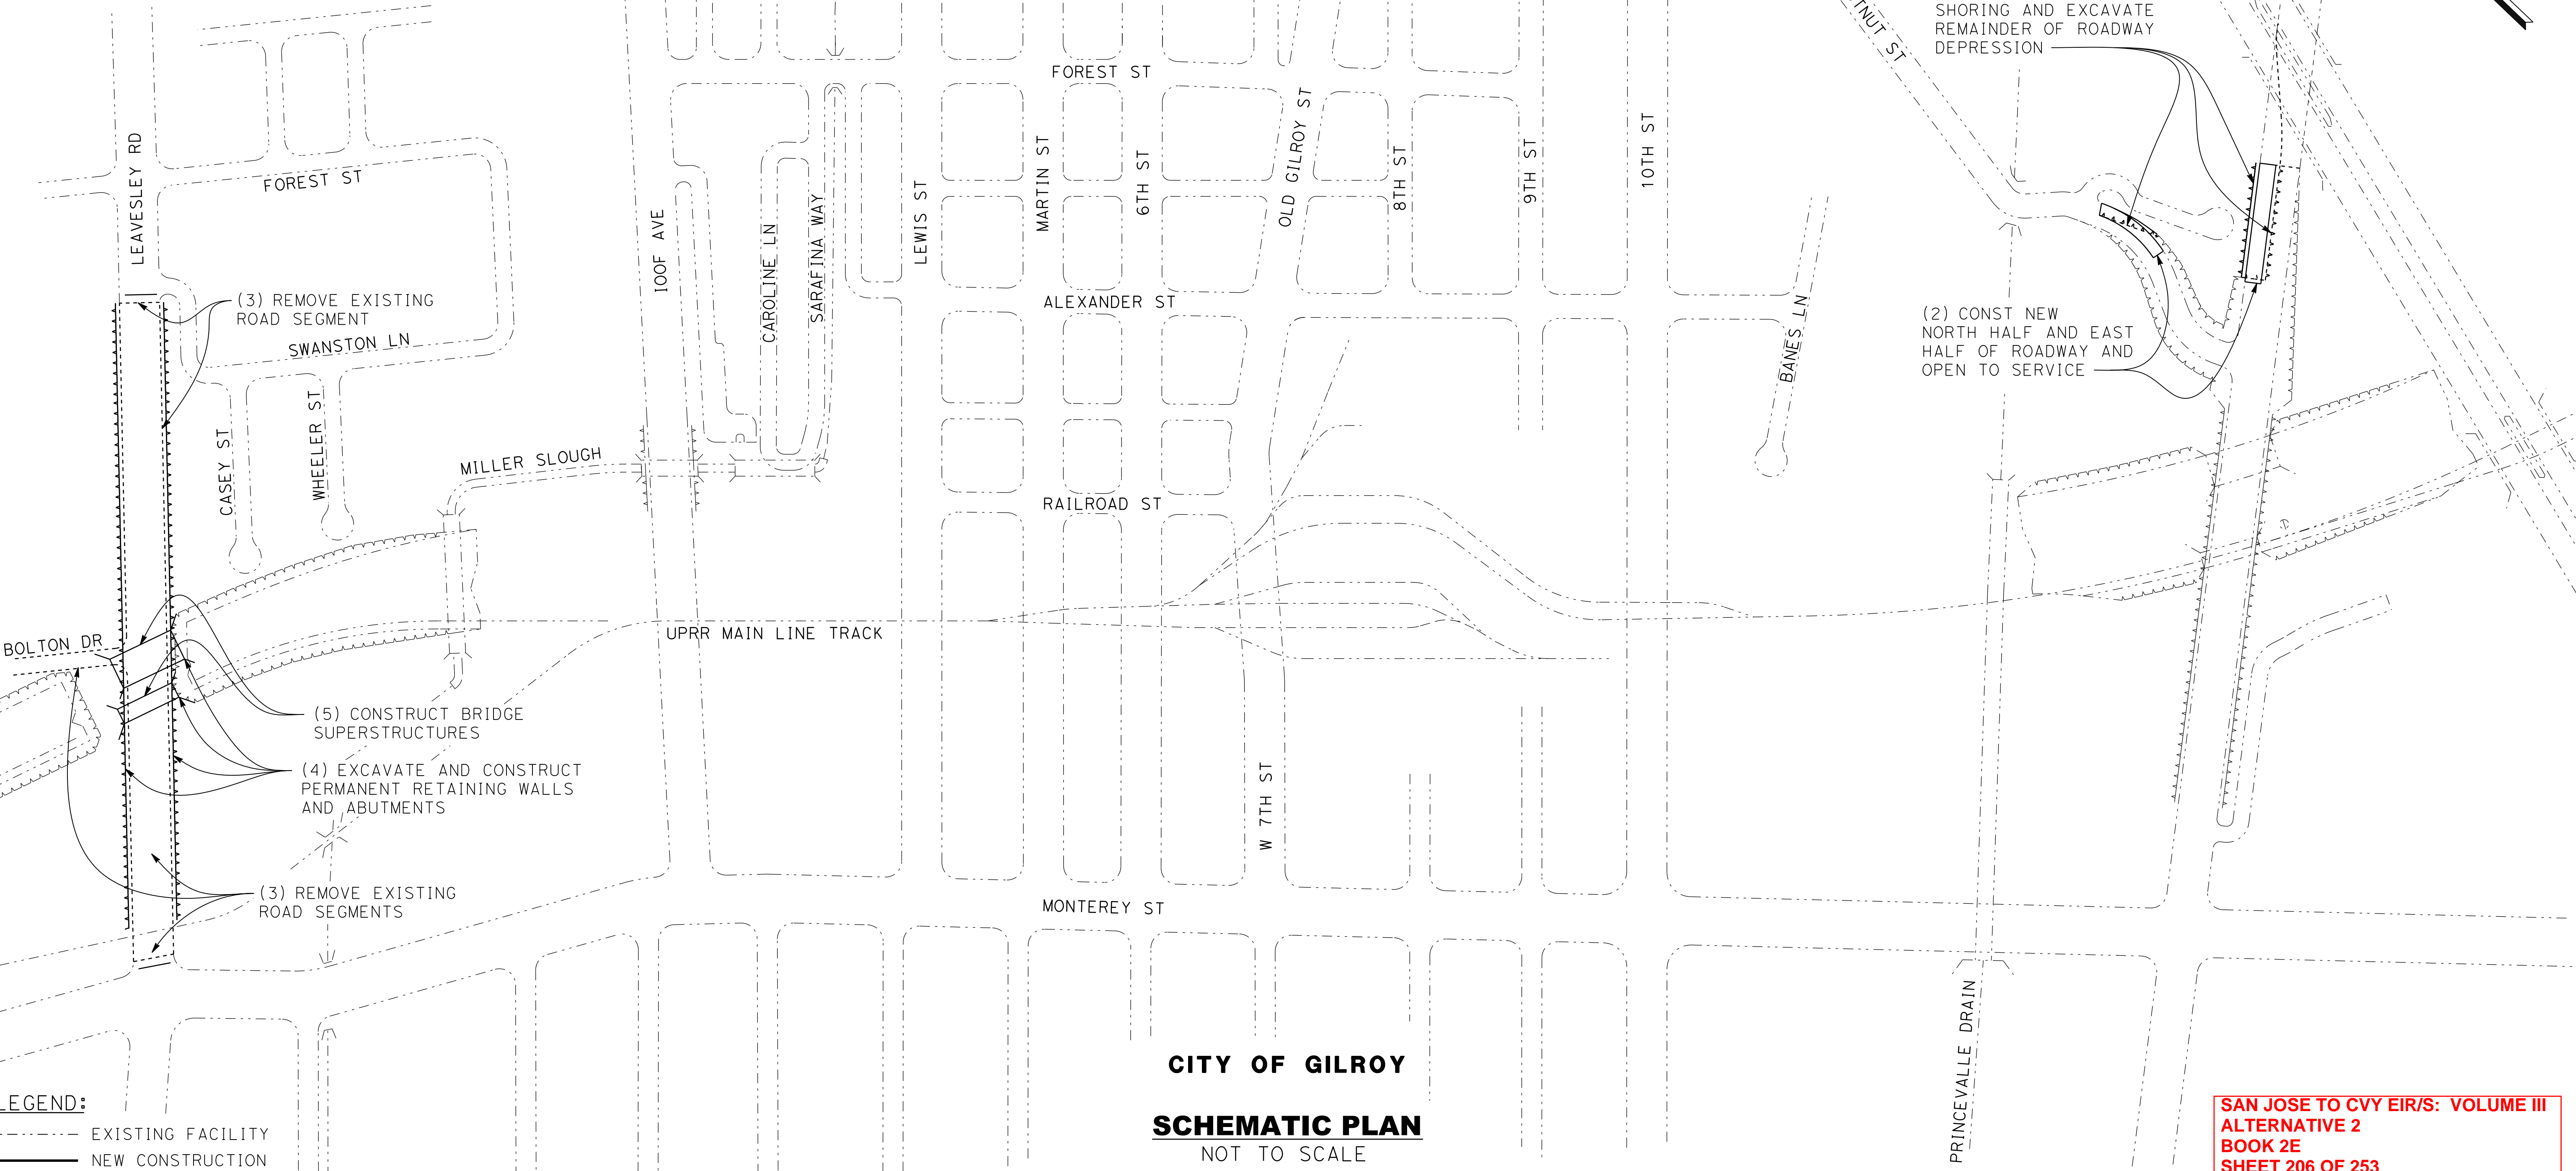 SHORING AND EXCAVATE
REMAINDER OF ROADWAY
DEPRESSION
TNUT ST
FOREST ST
LEAVESLEY RD
FOREST ST
IOOF AVE
CAROLINE LN
SARAFINA WAY
LEWIS ST
MARTIN ST
6TH ST
OLD GILROY ST
8TH ST
9TH ST
10TH ST
(3) REMOVE EXISTING
ROAD SEGMENT
SWANSTON LN
ALEXANDER ST
BANES LN
(2) CONST NEW
NORTH HALF AND EAST
HALF OF ROADWAY AND
OPEN TO SERVICE
CASEY ST
WHEELER ST
MILLER SLOUGH
RAILROAD ST
BOLTON DR
UPRR MAIN LINE TRACK
(5) CONSTRUCT BRIDGE
SUPERSTRUCTURES
(4) EXCAVATE AND CONSTRUCT
PERMANENT RETAINING WALLS
AND ABUTMENTS
W 7TH ST
(3) REMOVE EXISTING
ROAD SEGMENTS
MONTEREY ST
PRINCEVALLE DRAIN
CITY OF GILROY
SCHEMATIC PLAN
NOT TO SCALE
LEGEND:
EXISTING FACILITY
NEW CONSTRUCTION
SAN JOSE TO CVY EIR/S: VOLUME III
ALTERNATIVE 2
BOOK 2E
SHEET 206 OF 253